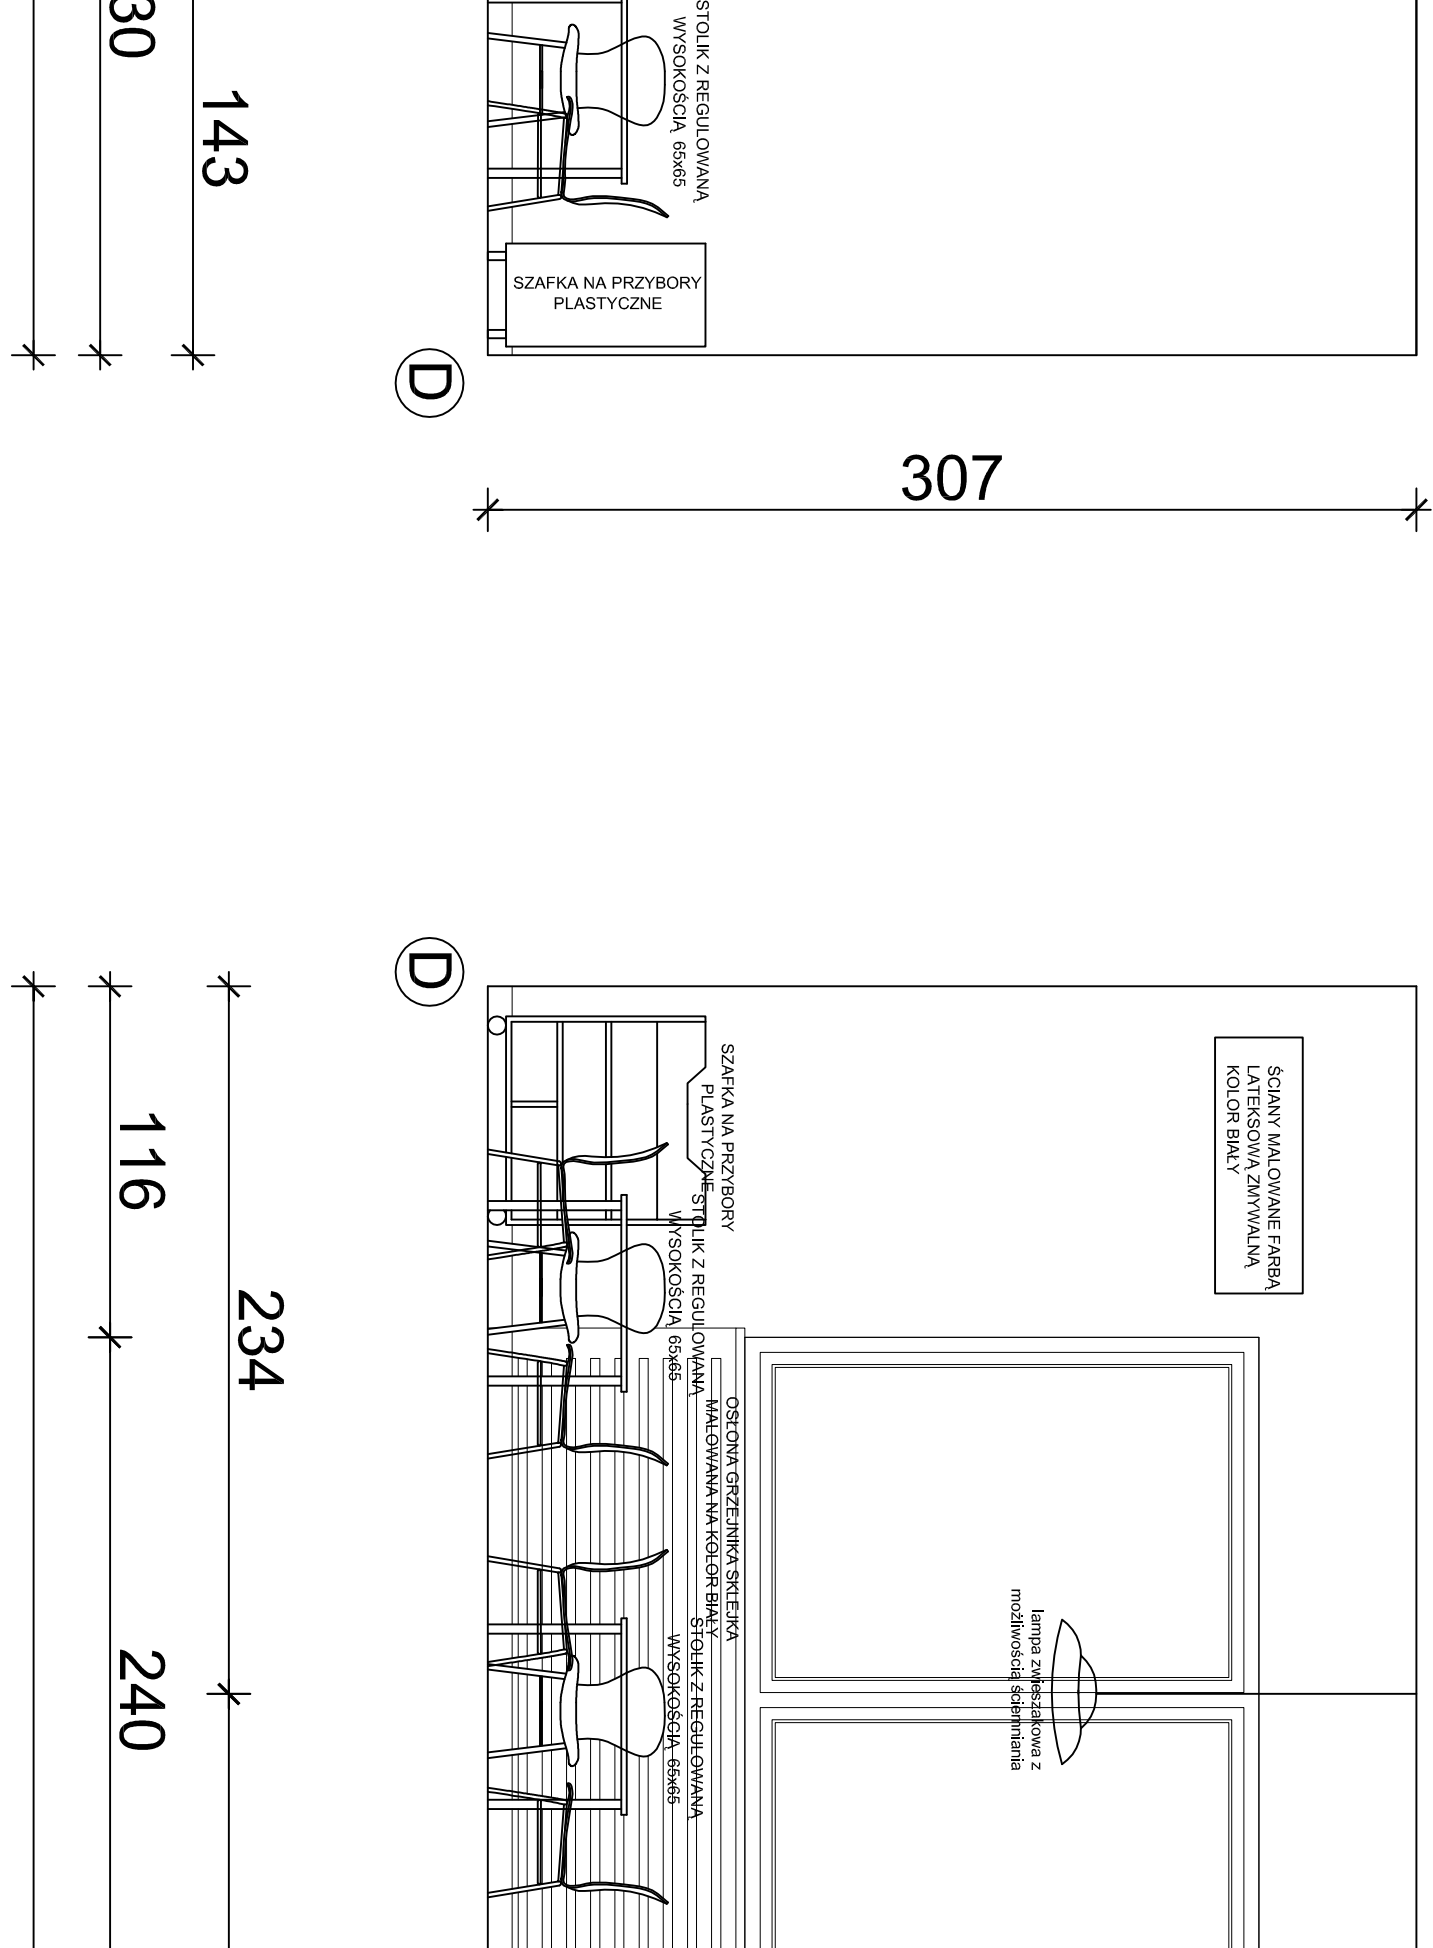 STOLIK Z REGULOWANĄ
WYSOKOŚCIĄ 65x65
SZAFKA NA PRZYBORY
PLASTYCZNE
30
143
D
307
D
116
234
240
ŚCIANY MALOWANE FARBĄ
LATEKSOWĄ ZMYWALNĄ
KOLOR BIAŁY
SZAFKA NA PRZYBORY
PLASTYCZNE
STOLIK Z REGULOWANĄ
WYSOKOŚCIĄ 65x65
OSŁONA GRZEJNIKA SKLEJKA
MALOWANA NA KOLOR BIAŁY
STOLIK Z REGULOWANĄ
WYSOKOŚCIĄ 65x65
lampa zwieszakowa z
możliwością ściemniania